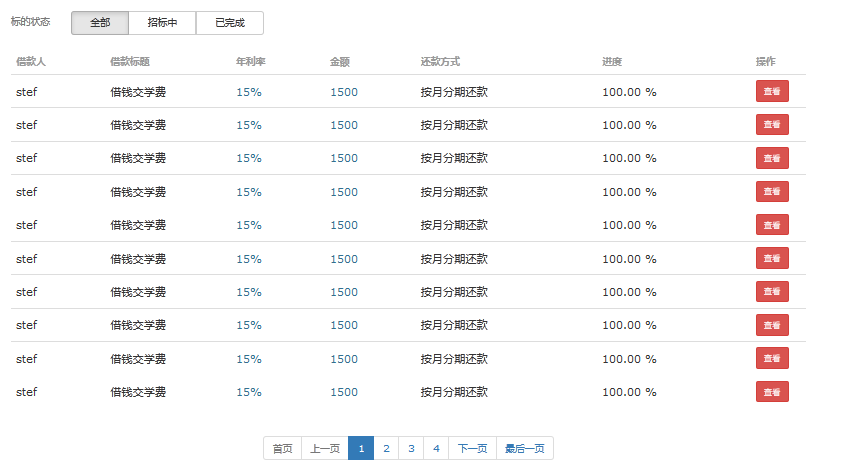 标的状态 全部 招标中 已完成
借款人 借款标题 年利率 金额 还款方式 进度 操作
stef 借钱交学费 15% 1500 按月分期还款 100.00 % 查看
stef 借钱交学费 15% 1500 按月分期还款 100.00 % 查看
stef 借钱交学费 15% 1500 按月分期还款 100.00 % 查看
stef 借钱交学费 15% 1500 按月分期还款 100.00 % 查看
stef 借钱交学费 15% 1500 按月分期还款 100.00 % 查看
stef 借钱交学费 15% 1500 按月分期还款 100.00 % 查看
stef 借钱交学费 15% 1500 按月分期还款 100.00 % 查看
stef 借钱交学费 15% 1500 按月分期还款 100.00 % 查看
stef 借钱交学费 15% 1500 按月分期还款 100.00 % 查看
stef 借钱交学费 15% 1500 按月分期还款 100.00 % 查看
首页 上一页 1 2 3 4 下一页 最后一页